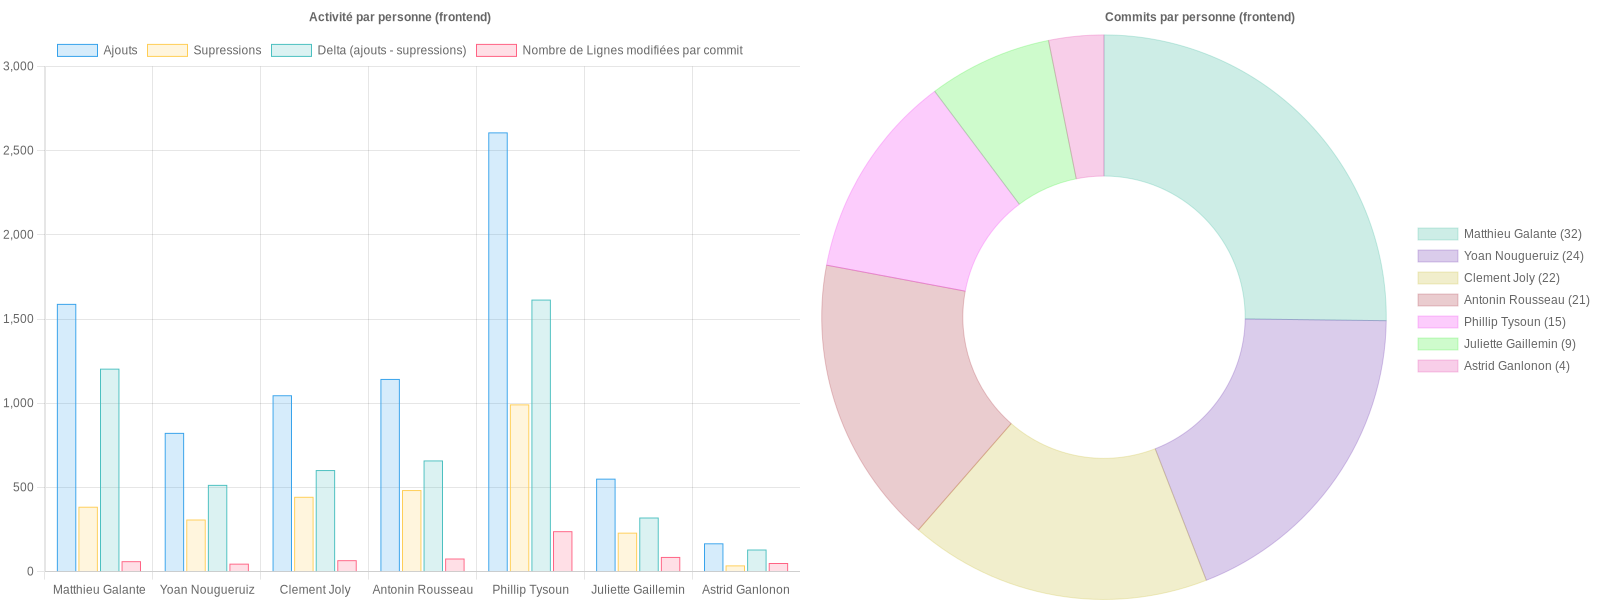 Activité par personne (frontend)
Ajouts Supressions Delta (ajouts - supressions) Nombre de Lignes modifiées par commit
3,000
2,500
2,000
1,500
1,000
500
0
Matthieu Galante Yoan Nougueruiz Clement Joly Antonin Rousseau Phillip Tysoun Juliette Gaillemin Astrid Ganlonon
Commits par personne (frontend)
Matthieu Galante (32)
Yoan Nougueruiz (24)
Clement Joly (22)
Antonin Rousseau (21)
Phillip Tysoun (15)
Juliette Gaillemin (9)
Astrid Ganlonon (4)